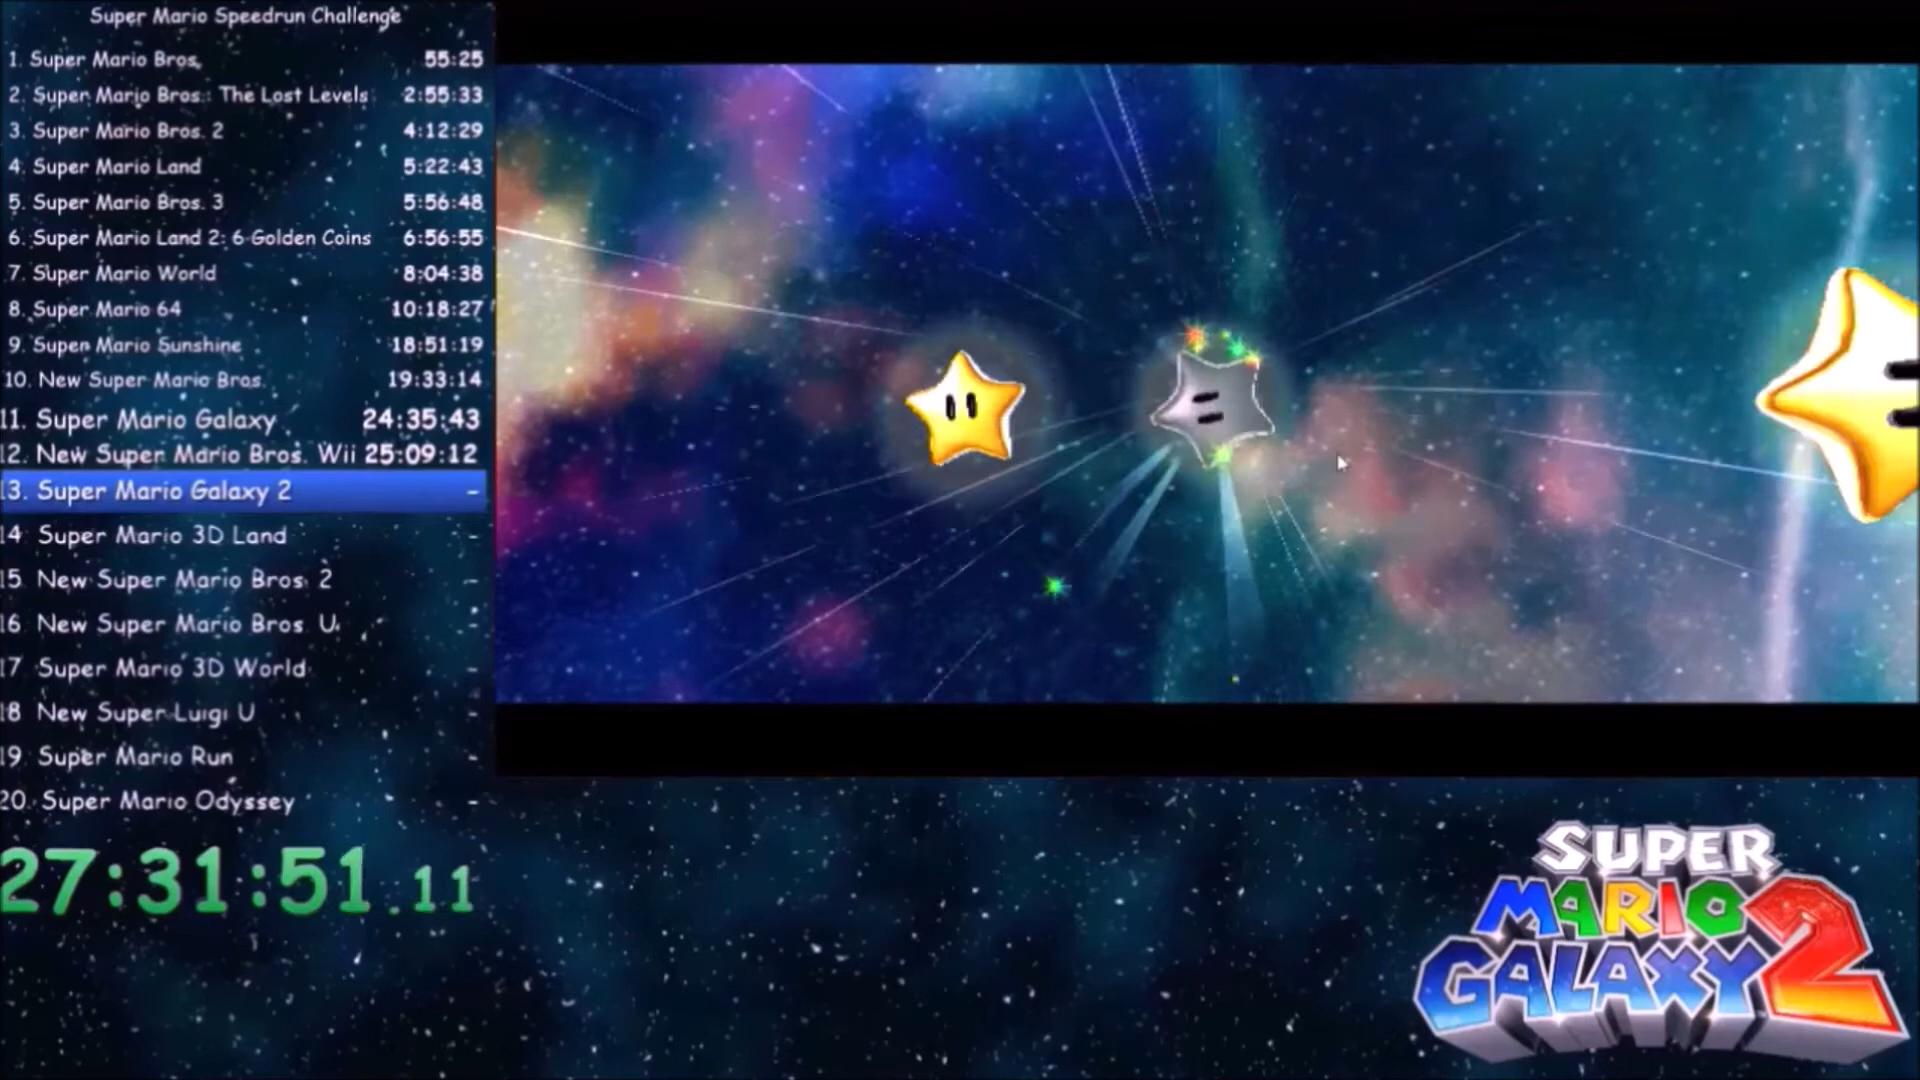 Super Mario Speedrun Challenge
1. Super Mario Bros. 55:25
2. Super Mario Bros.: The Lost Levels 2:55:33
3. Super Mario Bros. 2 4:12:29
4. Super Mario Land 5:22:43
5. Super Mario Bros. 3 5:56:48
6. Super Mario Land 2: 6 Golden Coins 6:56:55
7. Super Mario World 8:04:38
8. Super Mario 64 10:18:27
9. Super Mario Sunshine 18:51:19
10. New Super Mario Bros. 19:33:14
11. Super Mario Galaxy 24:35:43
12. New Super Mario Bros. Wii 25:09:12
13. Super Mario Galaxy 2 -
14. Super Mario 3D Land -
15. New Super Mario Bros. 2 -
16. New Super Mario Bros. U -
17. Super Mario 3D World -
18. New Super Luigi U -
19. Super Mario Run -
20. Super Mario Odyssey -
27:31:51.11
SUPER
MARIO
GALAXY 2